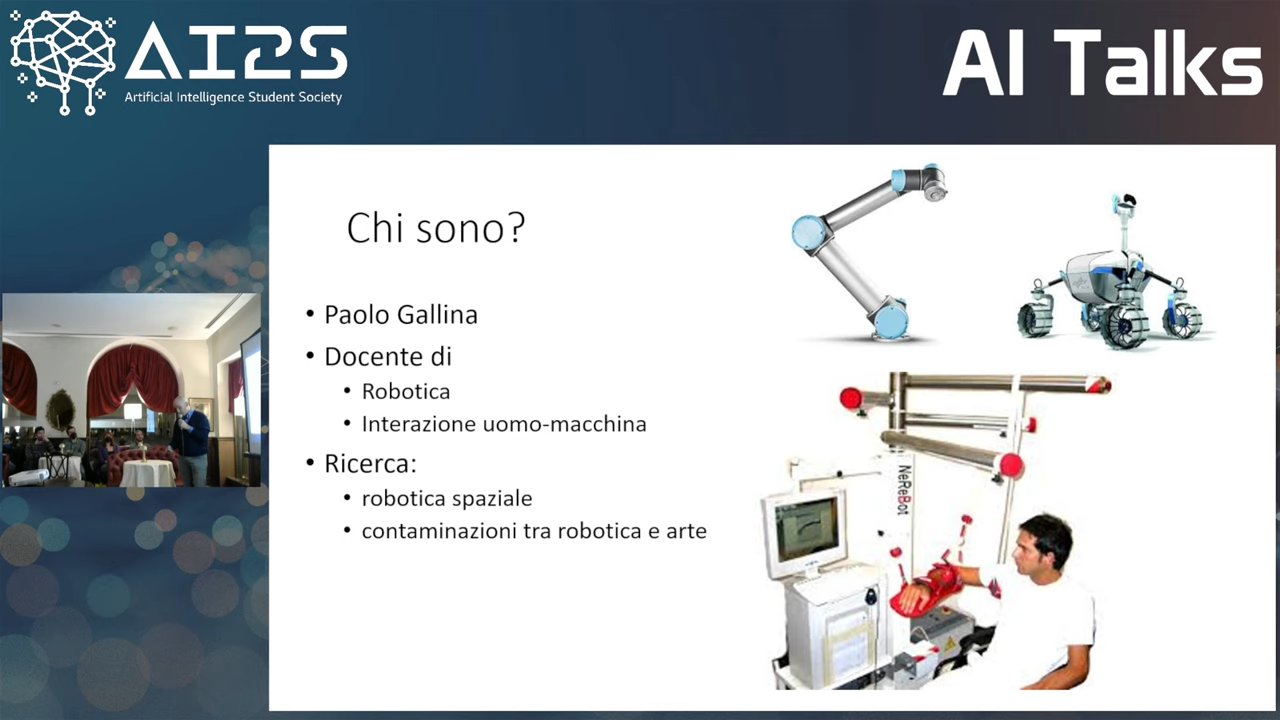 AI2S
Artificial Intelligence Student Society
AI Talks
Chi sono?
• Paolo Gallina
• Docente di
• Robotica
• Interazione uomo-macchina
• Ricerca:
• robotica spaziale
• contaminazioni tra robotica e arte
NeReBot